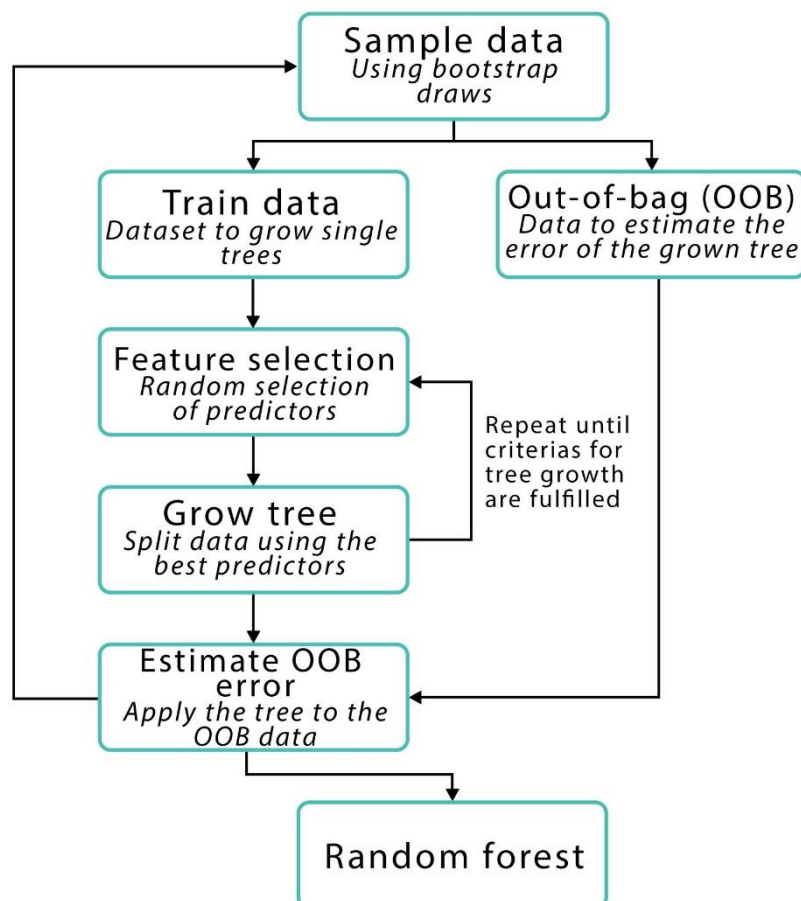 Sample data
Using bootstrap
draws
Train data
Dataset to grow single
trees
Out-of-bag (OOB)
Data to estimate the
error of the grown tree
Feature selection
Random selection
of predictors
Repeat until
criterias for
tree growth
are fulfilled
Grow tree
Split data using the
best predictors
Estimate OOB
error
Apply the tree to the
OOB data
Random forest